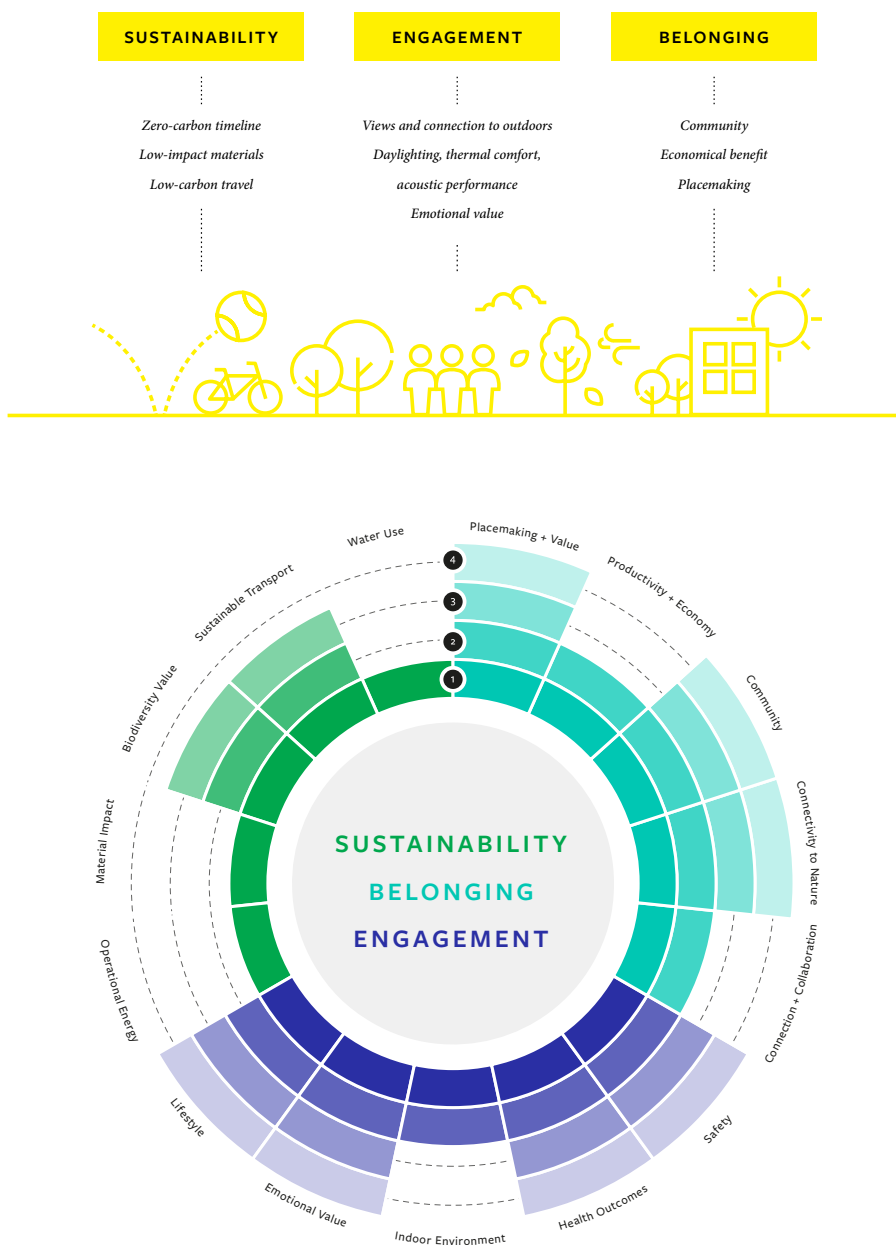 SUSTAINABILITY
ENGAGEMENT
BELONGING
Zero-carbon timeline
Low-impact materials
Low-carbon travel
Views and connection to outdoors
Daylighting, thermal comfort,
acoustic performance
Emotional value
Community
Economical benefit
Placemaking
Placemaking + Value
Productivity + Economy
Community
Connectivity to Nature
Connection + Collaboration
Safety
Health Outcomes
Indoor Environment
Emotional Value
Lifestyle
Operational Energy
Material Impact
Biodiversity Value
Sustainable Transport
Water Use
4
3
2
1
SUSTAINABILITY
BELONGING
ENGAGEMENT